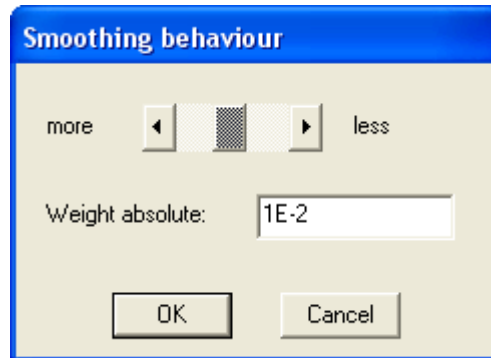 Smoothing behaviour
more less
Weight absolute: 1E-2
OK Cancel